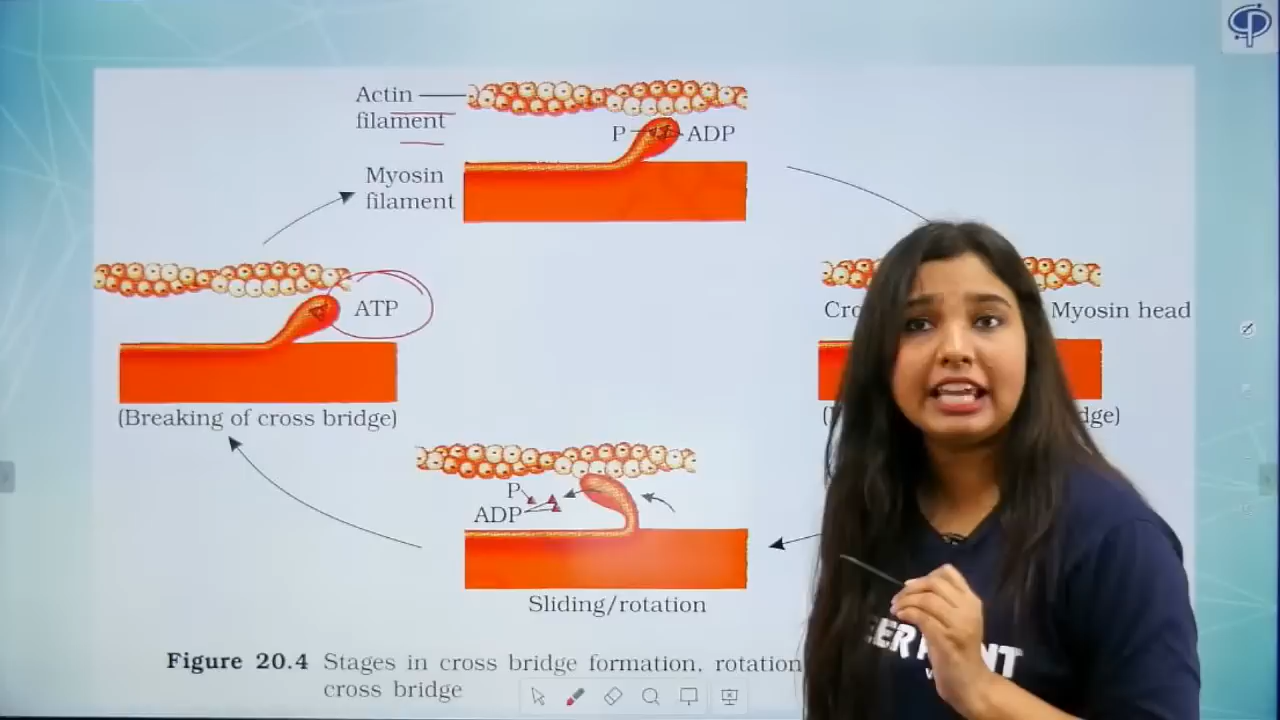 Actin
filament
P
ADP
Myosin
filament
ATP
Myosin head
(Breaking of cross bridge)
P
ADP
Sliding/rotation
Figure 20.4 Stages in cross bridge formation, rotation
cross bridge